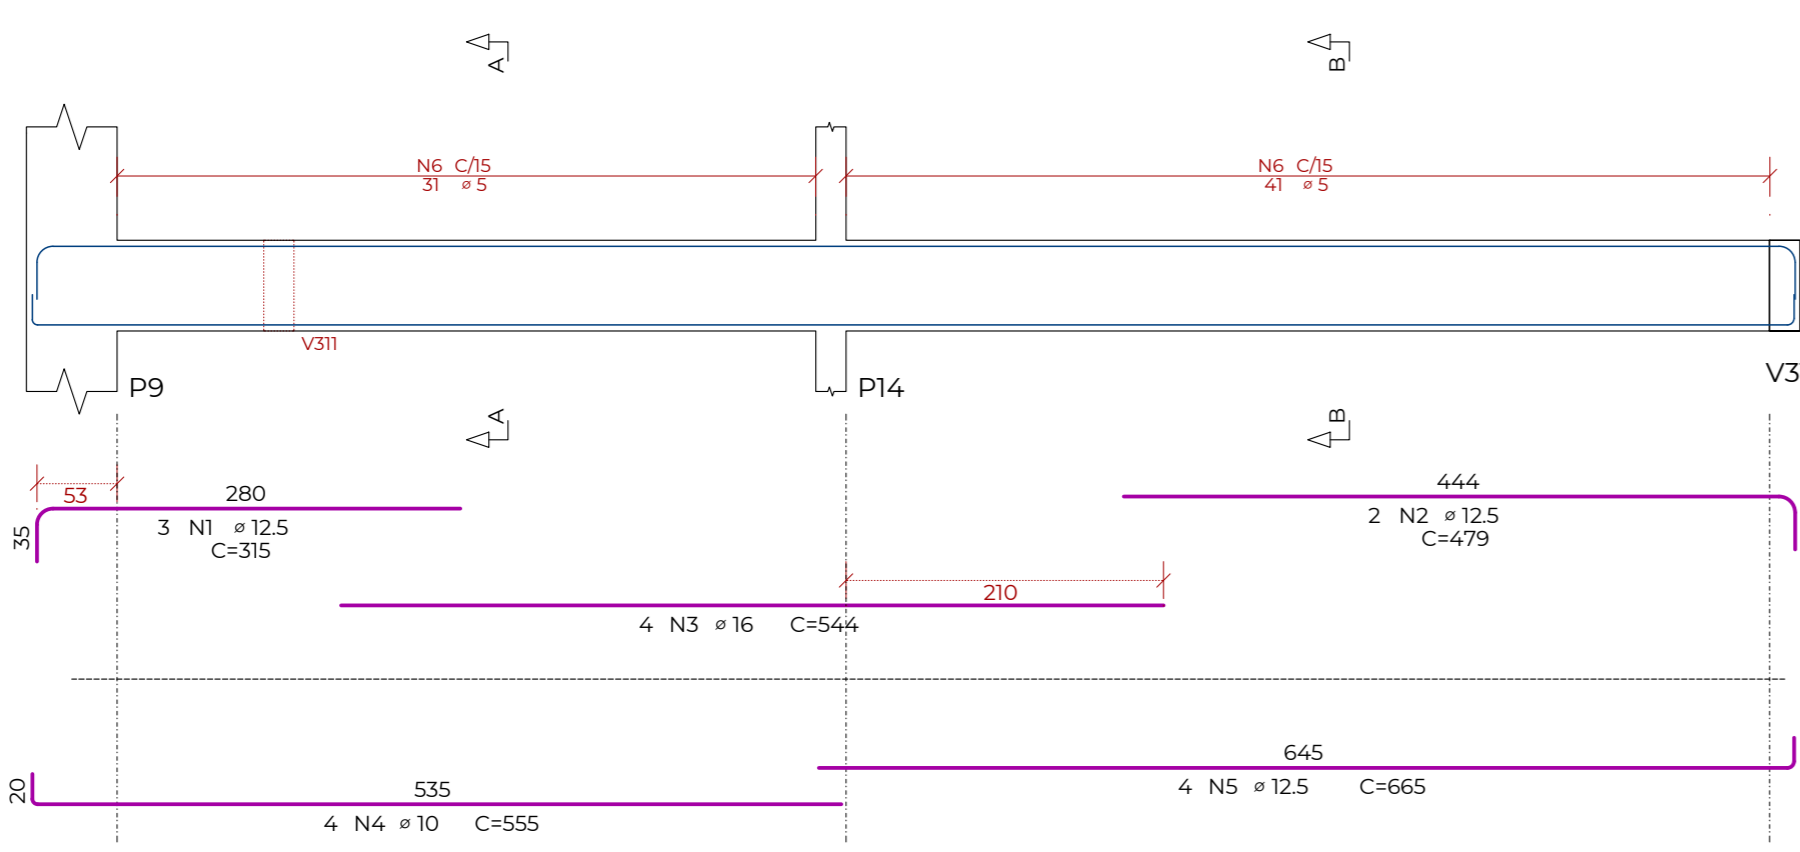 A
B
N6 C/15
31 ø 5
N6 C/15
41 ø 5
V311
P9
P14
V3
A
B
53
280
35
3 N1 ø 12.5
C=315
444
2 N2 ø 12.5
C=479
210
4 N3 ø 16 C=544
645
4 N5 ø 12.5 C=665
20
535
4 N4 ø 10 C=555